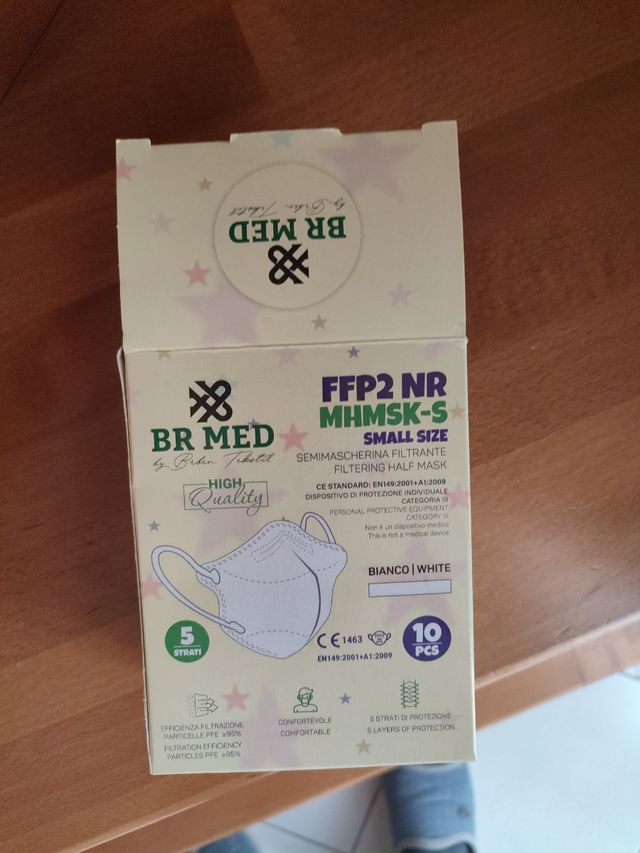 BR MED
by Brben Tekstil
BR MED
by Brben Tekstil
HIGH
Quality
FFP2 NR
MHMSK-S
SMALL SIZE
SEMIMASCHERINA FILTRANTE
FILTERING HALF MASK
CE STANDARD: EN149:2001+A1:2009
DISPOSITIVO DI PROTEZIONE INDIVIDUALE
CATEGORIA III
PERSONAL PROTECTIVE EQUIPMENT
CATEGORY III
Non è un dispositivo medico
This is not a medical device
BIANCO | WHITE
5
STRATI
CE 1463
EN149:2001+A1:2009
10
PCS
EFFICIENZA FILTRAZIONE
PARTICELLE PFE ≥95%
FILTRATION EFFICIENCY
PARTICLES PFE ≥95%
CONFORTEVOLE
COMFORTABLE
5 STRATI DI PROTEZIONE
5 LAYERS OF PROTECTION